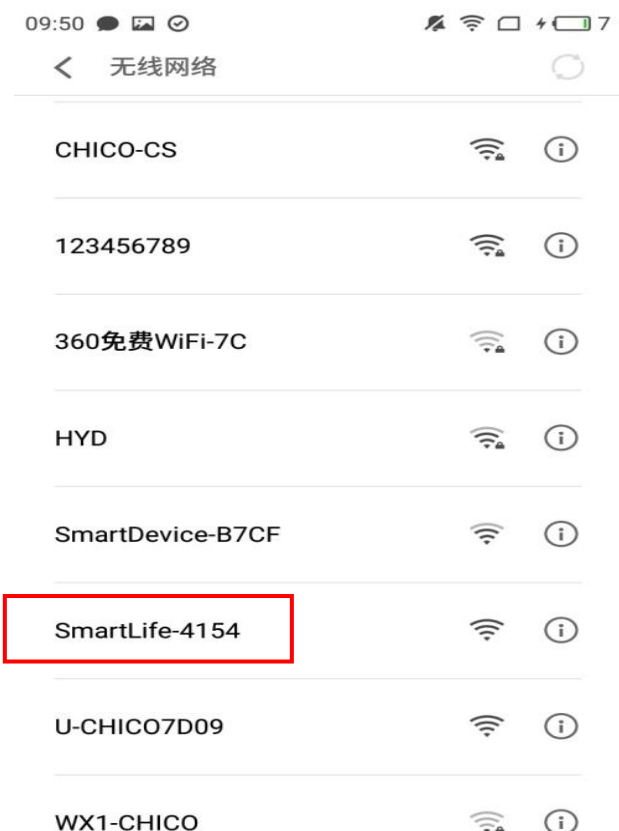 09:50 7
无线网络
CHICO-CS
123456789
360免费WiFi-7C
HYD
SmartDevice-B7CF
SmartLife-4154
U-CHICO7D09
WX1-CHICO